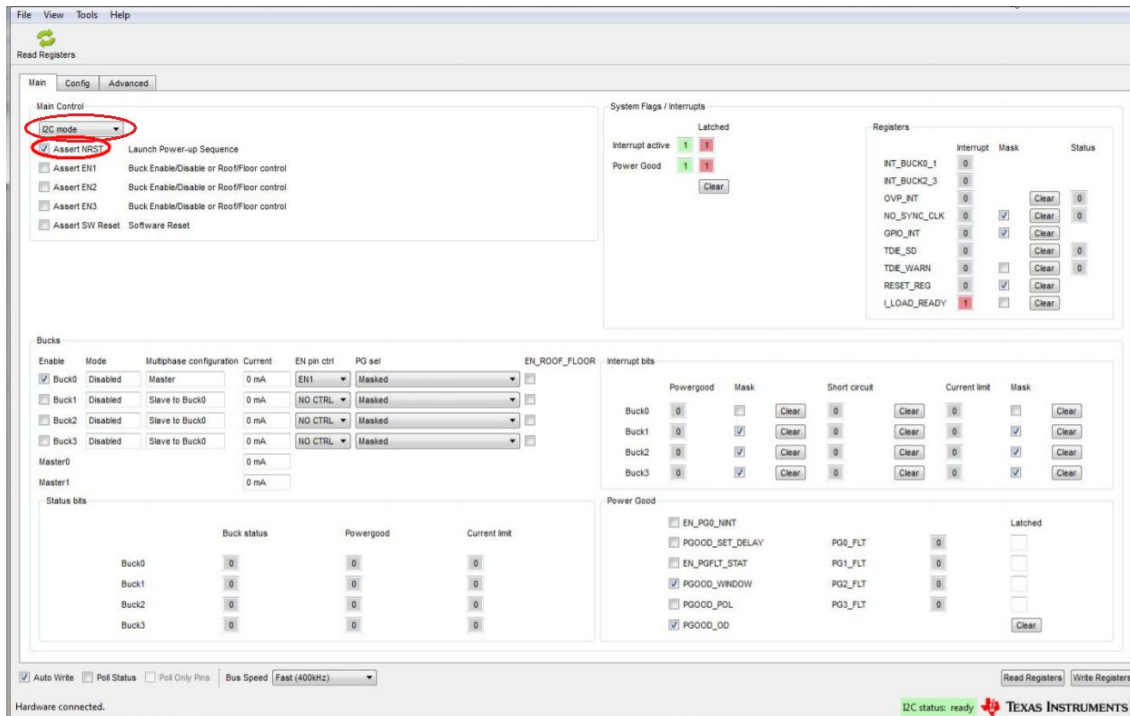 File View Tools Help
Read Registers
Main Config Advanced
Main Control
I2C mode
Assert NRST Launch Power-up Sequence
Assert EN1 Buck Enable/Disable or Roof/Floor control
Assert EN2 Buck Enable/Disable or Roof/Floor control
Assert EN3 Buck Enable/Disable or Roof/Floor control
Assert SW Reset Software Reset
System Flags / Interrupts
Latched
Interrupt active 1 1
Power Good 1 1
Clear
Registers
Interrupt Mask Status
INT_BUCK0_1 0
INT_BUCK2_3 0
OVP_INT 0 Clear 0
NO_SYNC_CLK 0 Clear 0
GPIO_INT 0 Clear
TDIE_SD 0 Clear 0
TDIE_WARN 0 Clear 0
RESET_REG 0 Clear
I_LOAD_READY 1 Clear
Bucks
Enable Mode Multiphase configuration Current EN pin ctrl PG sel EN_ROOF_FLOOR
Buck0 Disabled Master 0 mA EN1 Masked
Buck1 Disabled Slave to Buck0 0 mA NO CTRL Masked
Buck2 Disabled Slave to Buck0 0 mA NO CTRL Masked
Buck3 Disabled Slave to Buck0 0 mA NO CTRL Masked
Master0 0 mA
Master1 0 mA
Interrupt bits
Powergood Mask Short circuit Current limit Mask
Buck0 0 Clear 0 Clear 0 Clear
Buck1 0 Clear 0 Clear 0 Clear
Buck2 0 Clear 0 Clear 0 Clear
Buck3 0 Clear 0 Clear 0 Clear
Status bits
Buck status Powergood Current limit
Buck0 0 0 0
Buck1 0 0 0
Buck2 0 0 0
Buck3 0 0 0
Power Good
EN_PG0_NINT Latched
PGOOD_SET_DELAY PG0_FLT 0
EN_PGFLT_STAT PG1_FLT 0
PGOOD_WINDOW PG2_FLT 0
PGOOD_POL PG3_FLT 0
PGOOD_OD Clear
Auto Write Poll Status Poll Only Pins Bus Speed Fast (400kHz) Read Registers Write Registers
Hardware connected. I2C status: ready TEXAS INSTRUMENTS